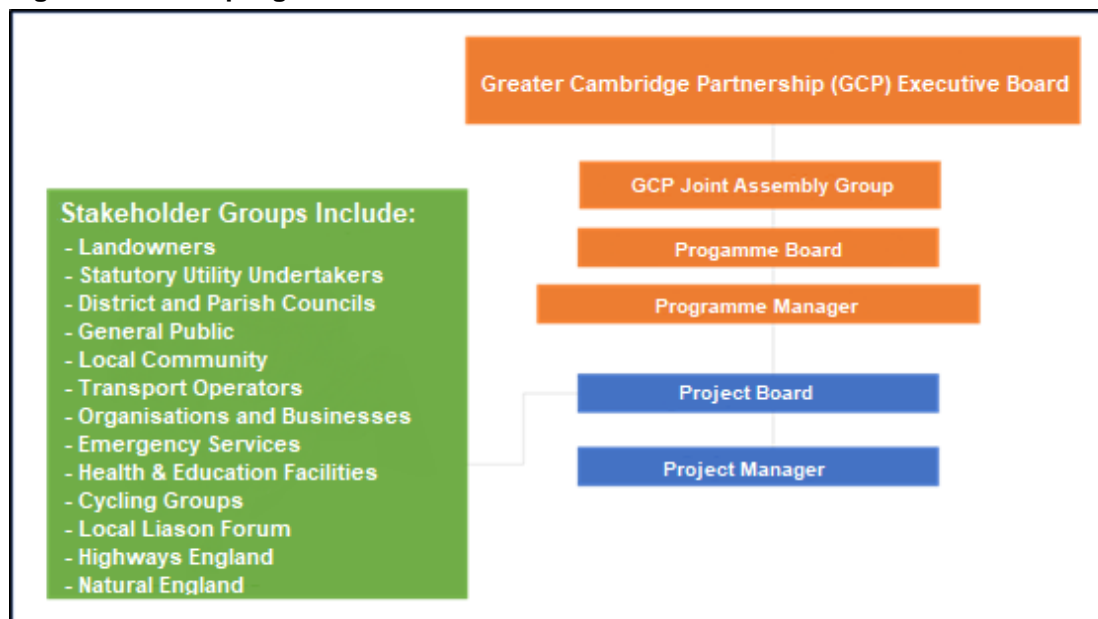 Greater Cambridge Partnership (GCP) Executive Board
GCP Joint Assembly Group
Progamme Board
Programme Manager
Project Board
Project Manager
Stakeholder Groups Include:
- Landowners
- Statutory Utility Undertakers
- District and Parish Councils
- General Public
- Local Community
- Transport Operators
- Organisations and Businesses
- Emergency Services
- Health & Education Facilities
- Cycling Groups
- Local Liason Forum
- Highways England
- Natural England